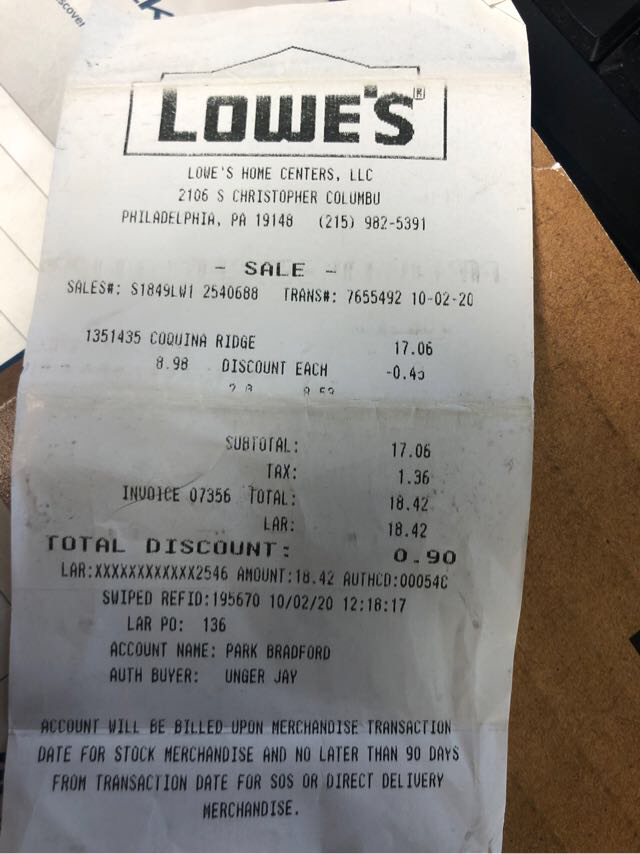 scover
LOWE'S®
LOWE'S HOME CENTERS, LLC
2106 S CHRISTOPHER COLUMBU
PHILADELPHIA, PA 19148 (215) 982-5391
- SALE -
SALES#: S1849LW1 2540688 TRANS#: 7655492 10-02-20
1351435 COQUINA RIDGE 17.06
8.98 DISCOUNT EACH -0.45
SUBTOTAL: 17.06
TAX: 1.36
INVOICE 07356 TOTAL: 18.42
LAR: 18.42
TOTAL DISCOUNT: 0.90
LAR:XXXXXXXXXXXX2546 AMOUNT:18.42 AUTHCD:00054C
SWIPED REFID:195670 10/02/20 12:18:17
LAR PO: 136
ACCOUNT NAME: PARK BRADFORD
AUTH BUYER: UNGER JAY
ACCOUNT WILL BE BILLED UPON MERCHANDISE TRANSACTION
DATE FOR STOCK MERCHANDISE AND NO LATER THAN 90 DAYS
FROM TRANSACTION DATE FOR SOS OR DIRECT DELIVERY
MERCHANDISE.